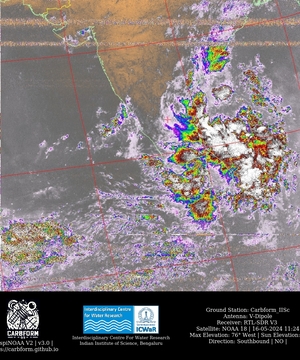 CARBFORM
spiNOAA V2 | v3.0 |
s://carbform.github.io
Interdisciplinary Centre
for Water Research
ICWaR
Interdisciplinary Centre For Water Research
Indian Institute of Science, Bengaluru
Ground Station: Carbform_IISc
Antenna: V-Dipole
Receiver: RTL-SDR V3
Satellite: NOAA 18 | 16-05-2024 11:24
Max Elevation: 76° West | Sun Elevation:
Direction: Southbound | NO |